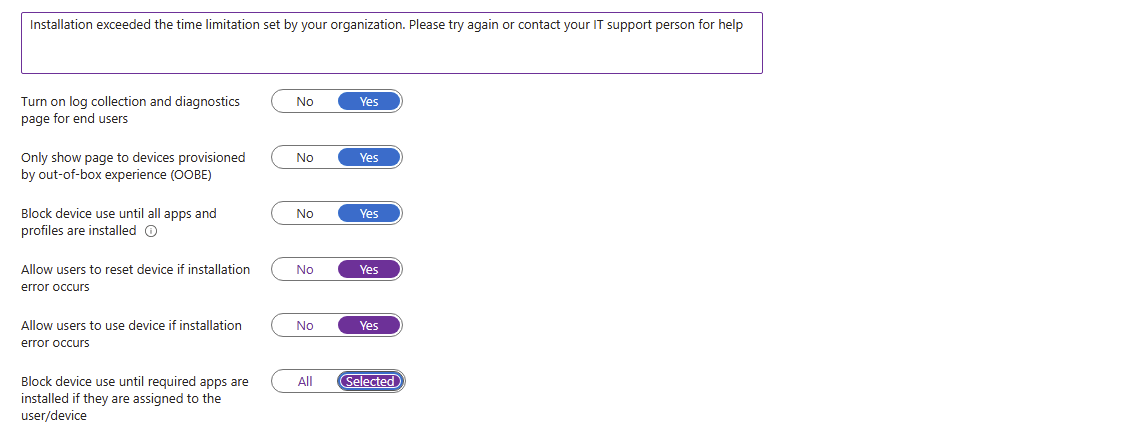 Installation exceeded the time limitation set by your organization. Please try again or contact your IT support person for help
Turn on log collection and diagnostics
page for end users
No Yes
Only show page to devices provisioned
by out-of-box experience (OOBE)
No Yes
Block device use until all apps and
profiles are installed
No Yes
Allow users to reset device if installation
error occurs
No Yes
Allow users to use device if installation
error occurs
No Yes
Block device use until required apps are
installed if they are assigned to the
user/device
All Selected